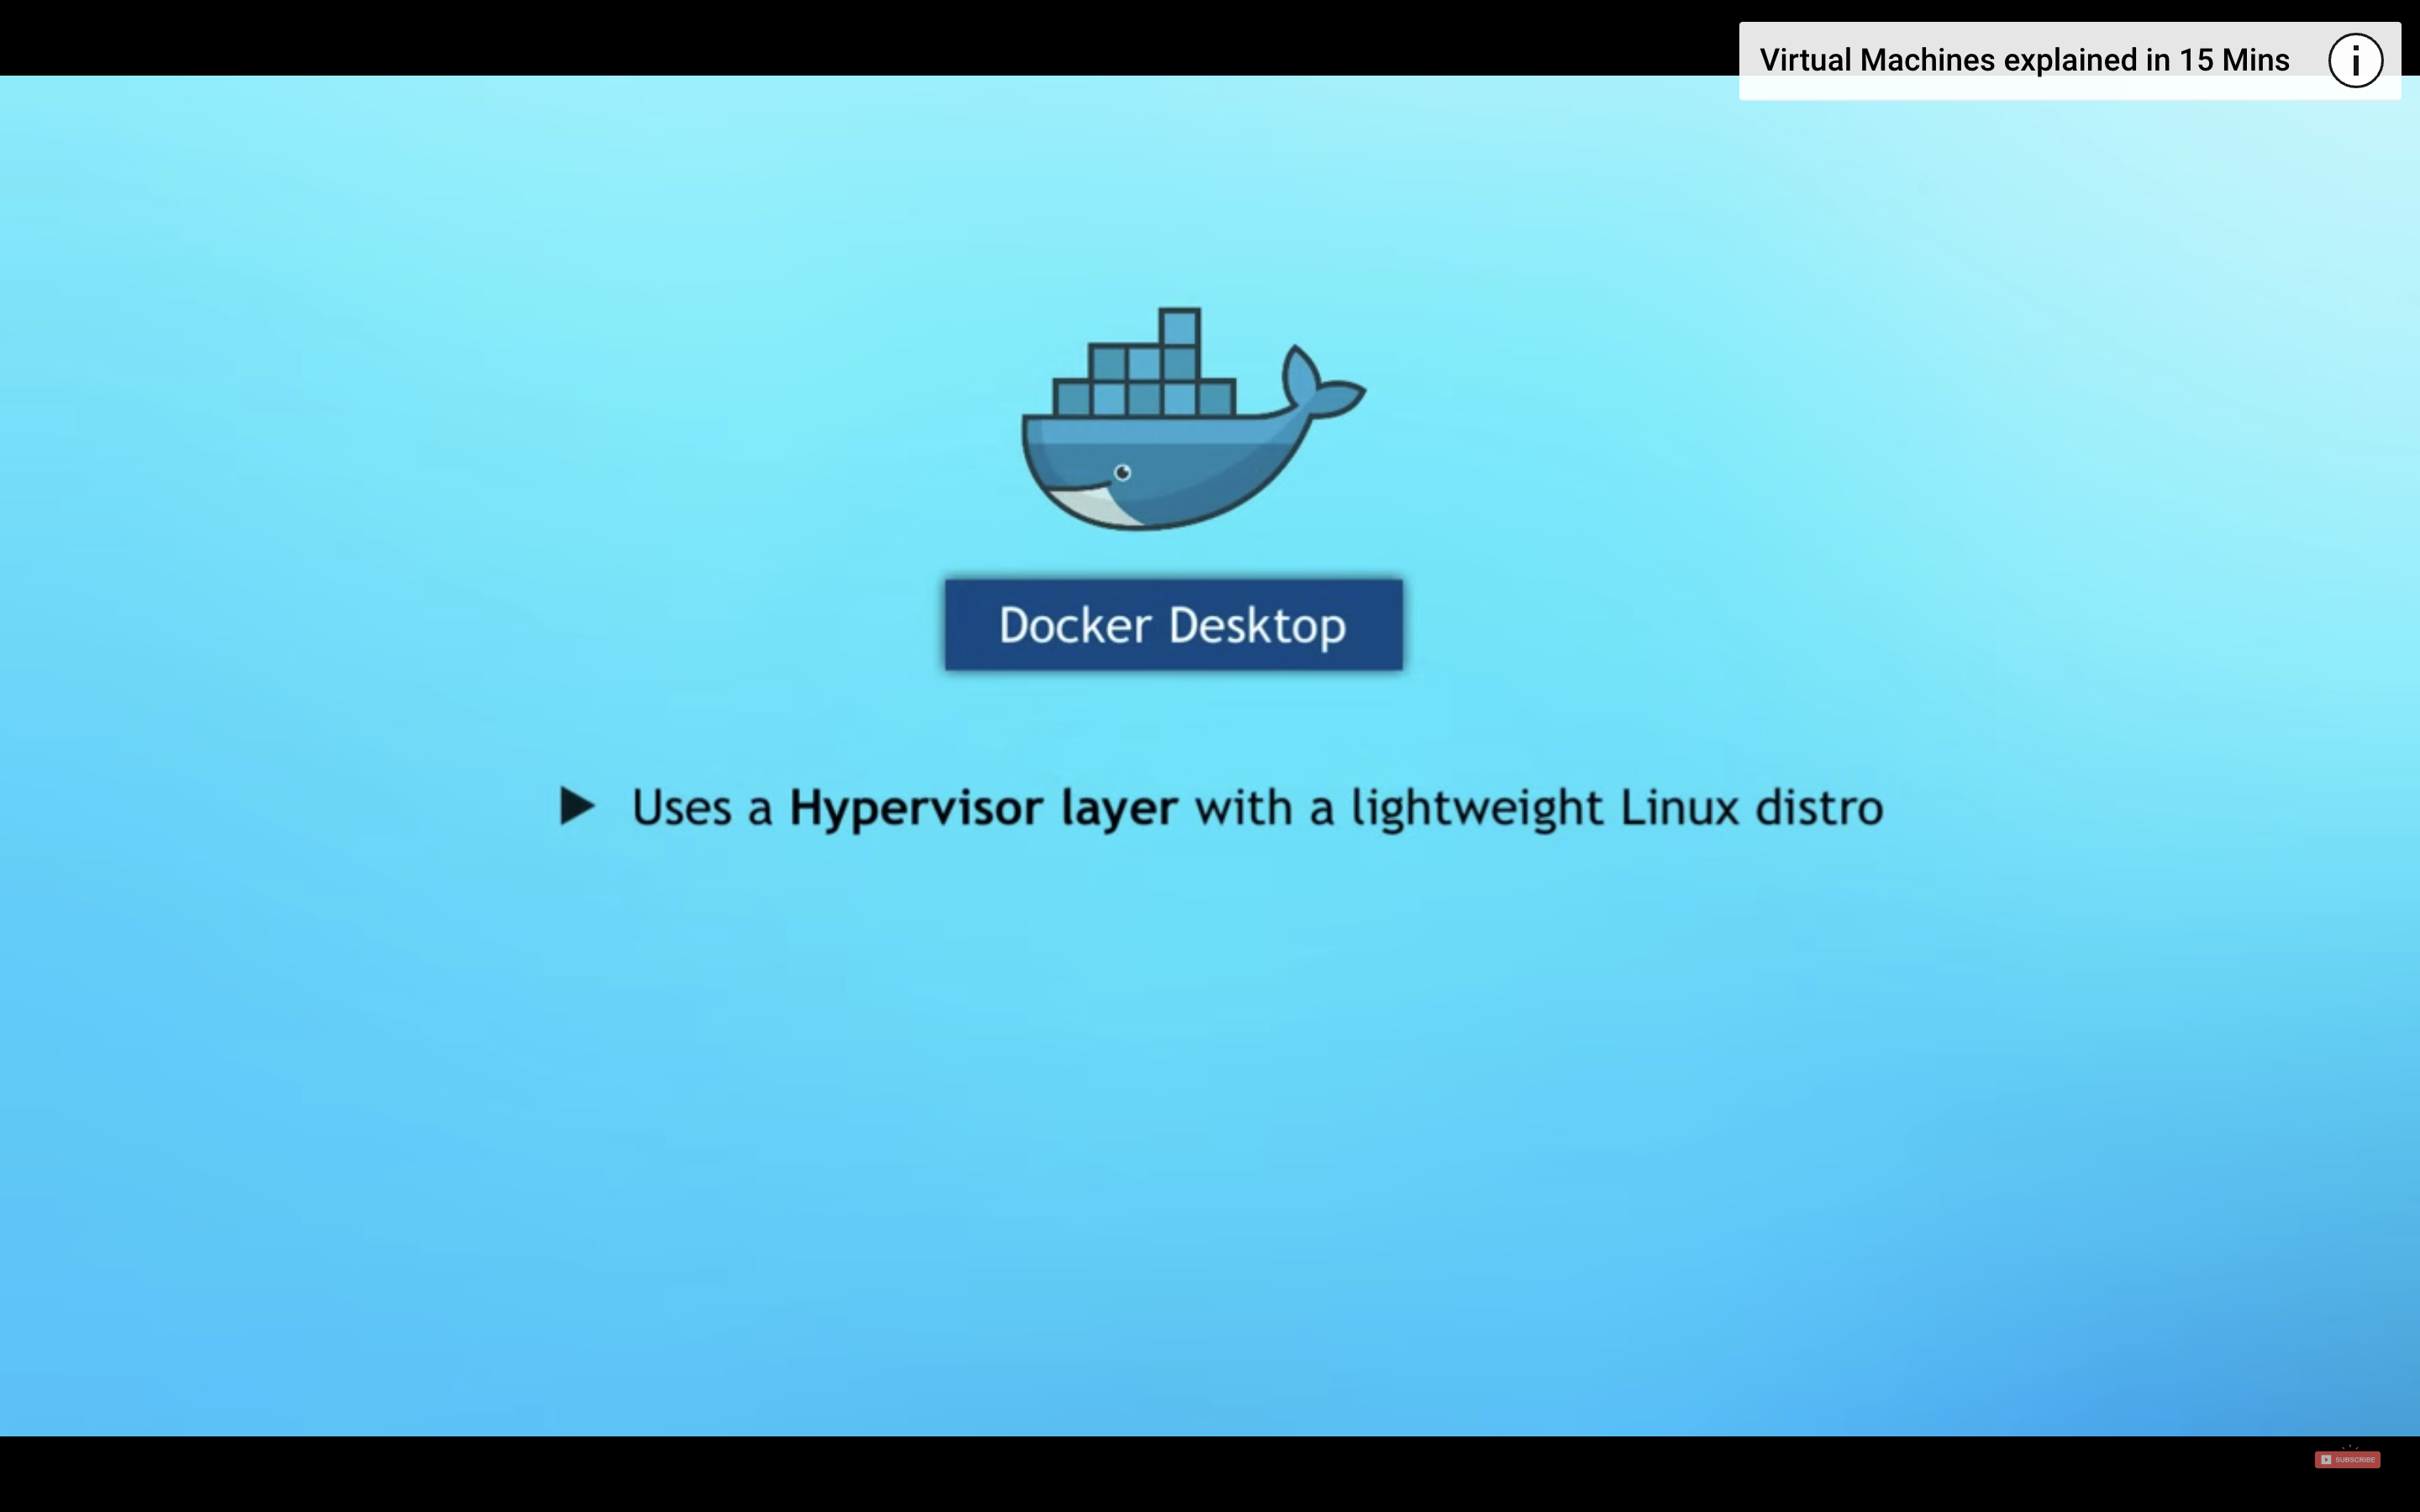 Virtual Machines explained in 15 Mins
Docker Desktop
Uses a Hypervisor layer with a lightweight Linux distro
SUBSCRIBE